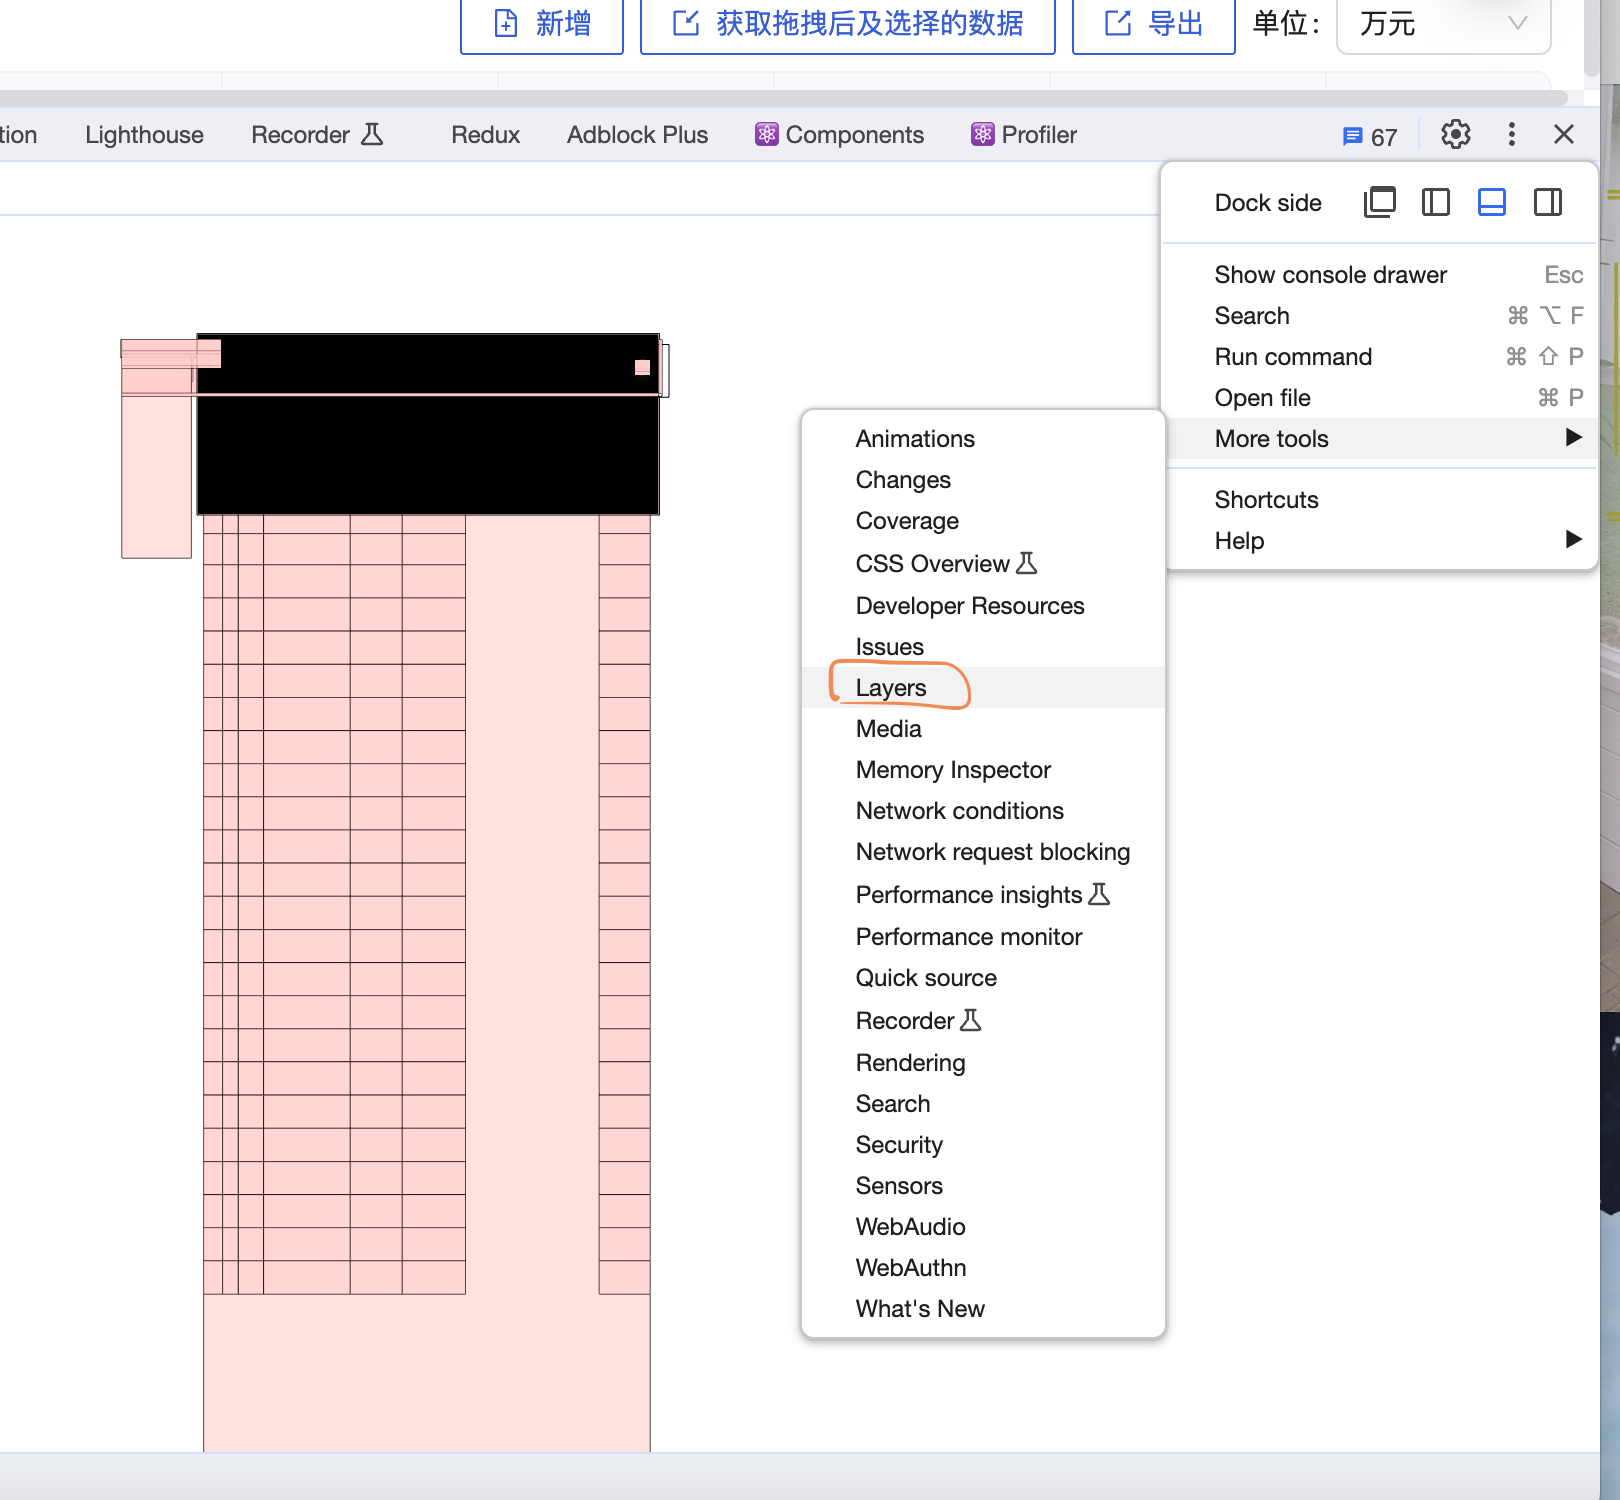 新增
获取拖拽后及选择的数据
导出
单位：
万元
tion
Lighthouse
Recorder
Redux
Adblock Plus
Components
Profiler
67
Dock side
Show console drawer Esc
Search ⌘ ⌥ F
Run command ⌘ ⇧ P
Open file ⌘ P
More tools
Shortcuts
Help
Animations
Changes
Coverage
CSS Overview
Developer Resources
Issues
Layers
Media
Memory Inspector
Network conditions
Network request blocking
Performance insights
Performance monitor
Quick source
Recorder
Rendering
Search
Security
Sensors
WebAudio
WebAuthn
What's New